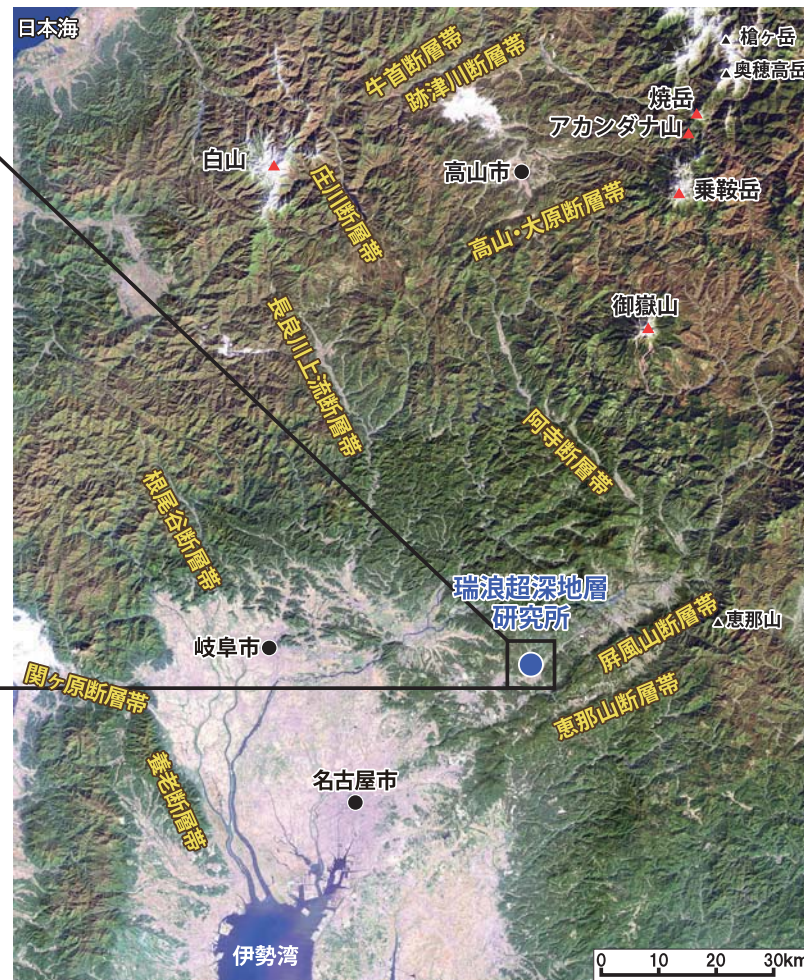 日本海
牛首断層帯
跡津川断層帯
槍ヶ岳
奥穂高岳
焼岳
アカンダナ山
白山
高山市
乗鞍岳
庄川断層帯
高山・大原断層帯
御嶽山
長良川上流断層帯
阿寺断層帯
根尾谷断層帯
瑞浪超深地層
研究所
恵那山
屏風山断層帯
岐阜市
関ヶ原断層帯
恵那山断層帯
養老断層帯
名古屋市
伊勢湾
0 10 20 30km